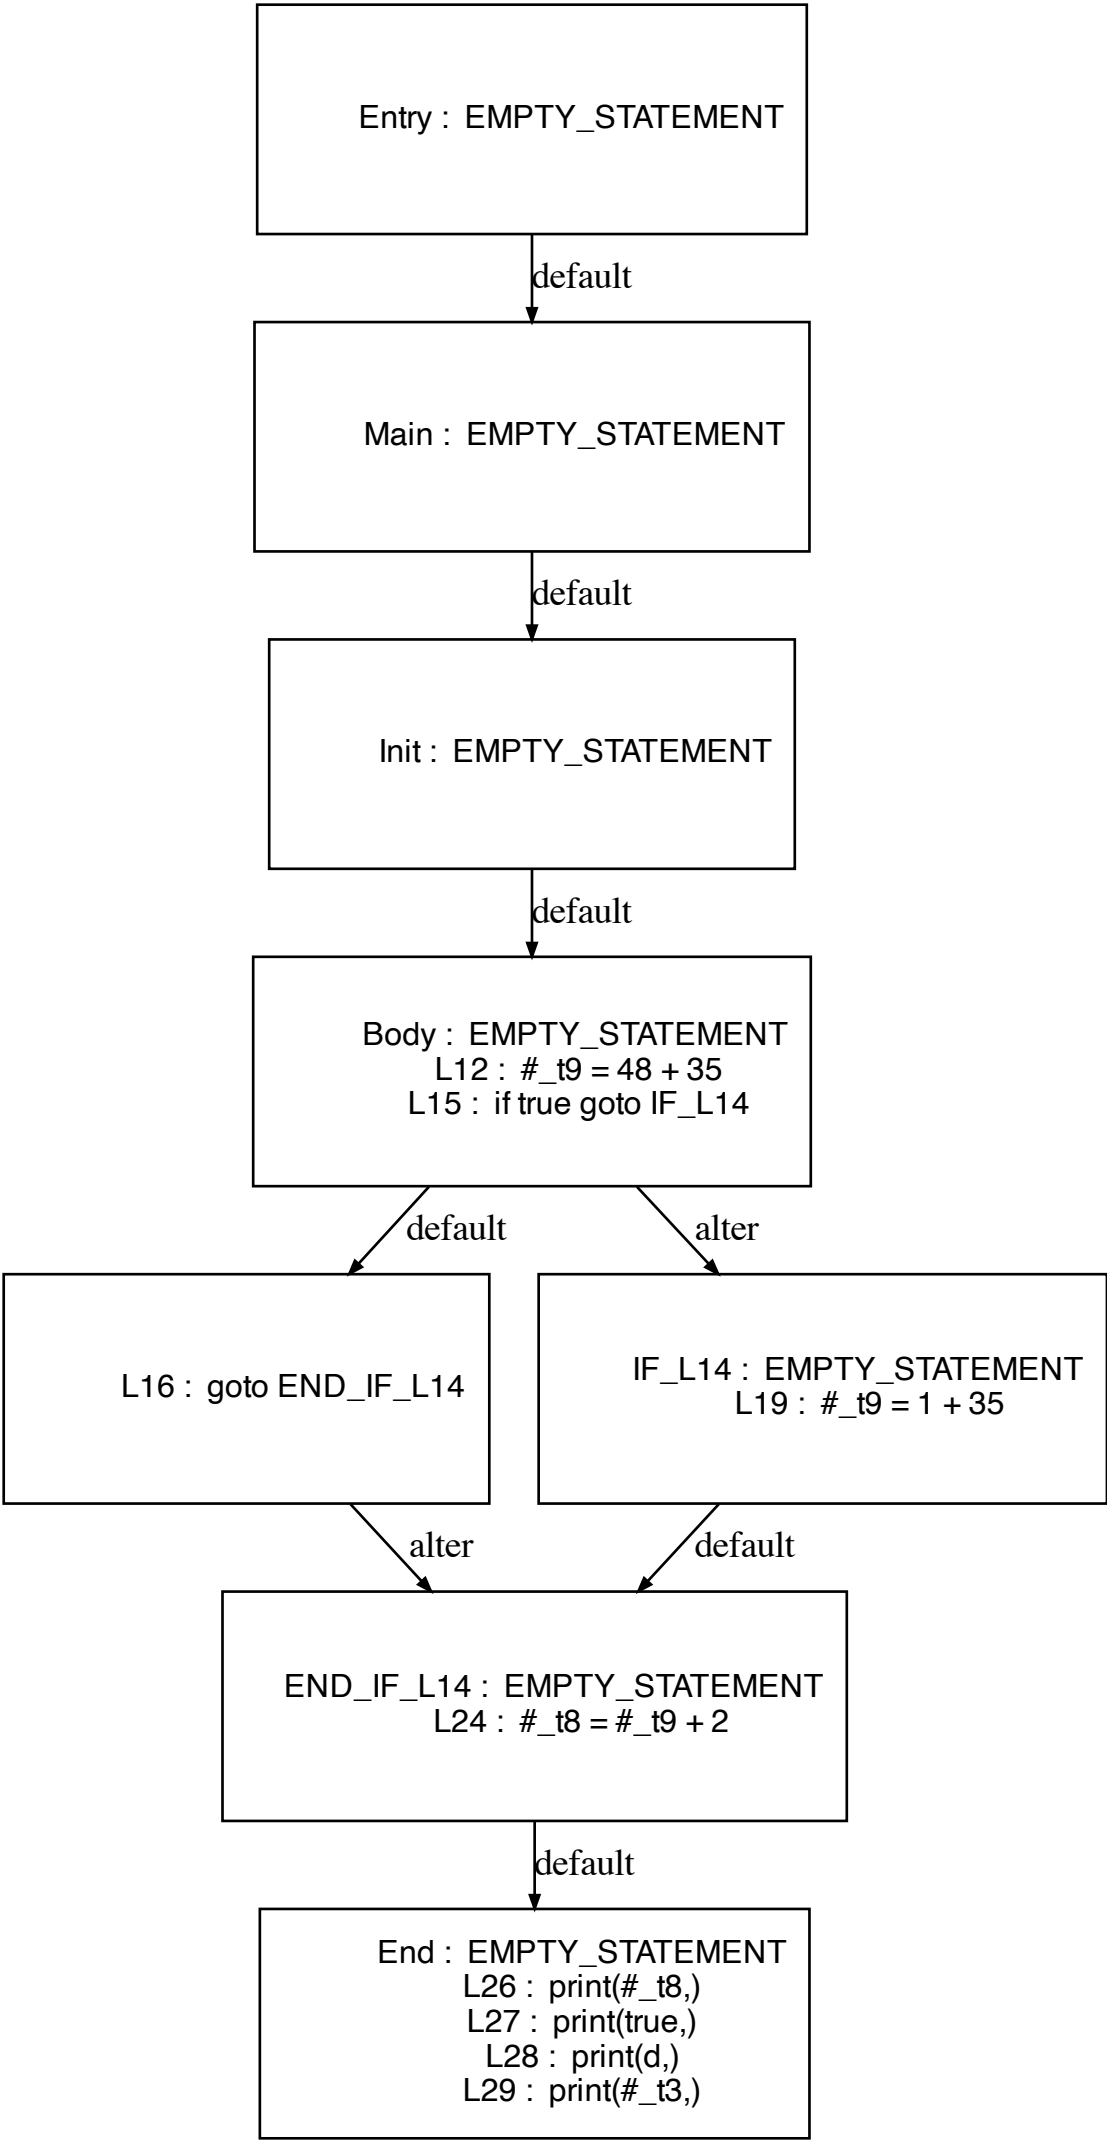 Entry :  EMPTY_STATEMENT
default
Main :  EMPTY_STATEMENT
default
Init :  EMPTY_STATEMENT
default
Body :  EMPTY_STATEMENT
L12 :  #_t9 = 48 + 35
L15 :  if true goto IF_L14
default
alter
L16 :  goto END_IF_L14
IF_L14 :  EMPTY_STATEMENT
L19 :  #_t9 = 1 + 35
alter
default
END_IF_L14 :  EMPTY_STATEMENT
L24 :  #_t8 = #_t9 + 2
default
End :  EMPTY_STATEMENT
L26 :  print(#_t8,)
L27 :  print(true,)
L28 :  print(d,)
L29 :  print(#_t3,)